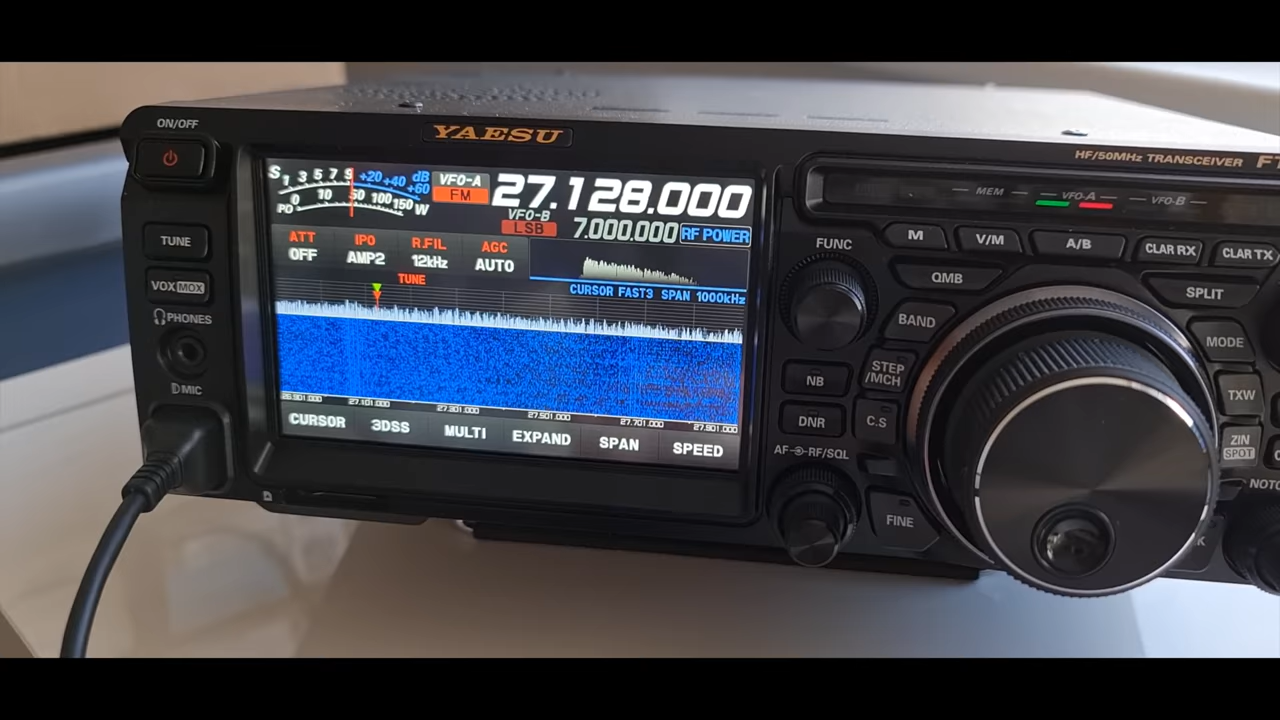 ON/OFF
YAESU
HF/50MHz TRANSCEIVER
S 1 3 5 7 9 +20 +40 +60 dB
PO 0 10 50 100 150 W
VFO-A
FM
27.128.000
VFO-B
LSB
7.000.000
RF POWER
ATT
OFF
IPO
AMP2
R.FIL
12kHz
AGC
AUTO
TUNE
CURSOR FAST3 SPAN 1000kHz
26.901.000 27.101.000 27.301.000 27.501.000 27.701.000 27.901.000
CURSOR 3DSS MULTI EXPAND SPAN SPEED
TUNE
VOX MOX
PHONES
MIC
MEM VFO-A VFO-B
FUNC
M V/M A/B CLAR RX CLAR TX
QMB
SPLIT
BAND
MODE
NB
STEP
/MCH
TXW
DNR
C.S
ZIN
SPOT
AF RF/SQL
FINE